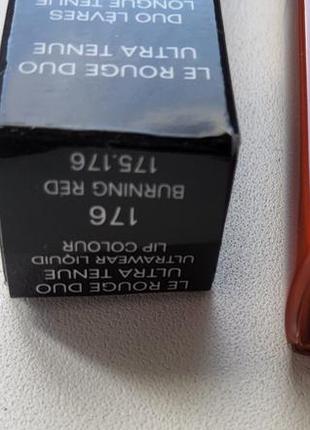 LE ROUGE DUO
ULTRA TENUE
ULTRAWEAR LIQUID
LIP COLOUR
176
BURNING RED
175.176
LE ROUGE DUO
ULTRA TENUE
DUO LÈVRES
LONGUE TENUE